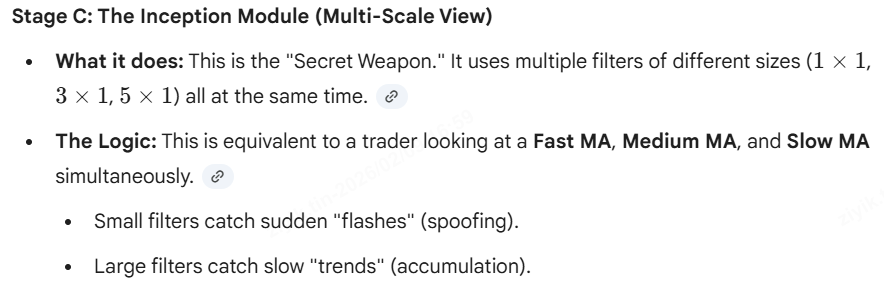 Stage C: The Inception Module (Multi-Scale View)
• What it does: This is the "Secret Weapon." It uses multiple filters of different sizes (1 × 1,
3 × 1, 5 × 1) all at the same time.
• The Logic: This is equivalent to a trader looking at a Fast MA, Medium MA, and Slow MA
simultaneously.
• Small filters catch sudden "flashes" (spoofing).
• Large filters catch slow "trends" (accumulation).